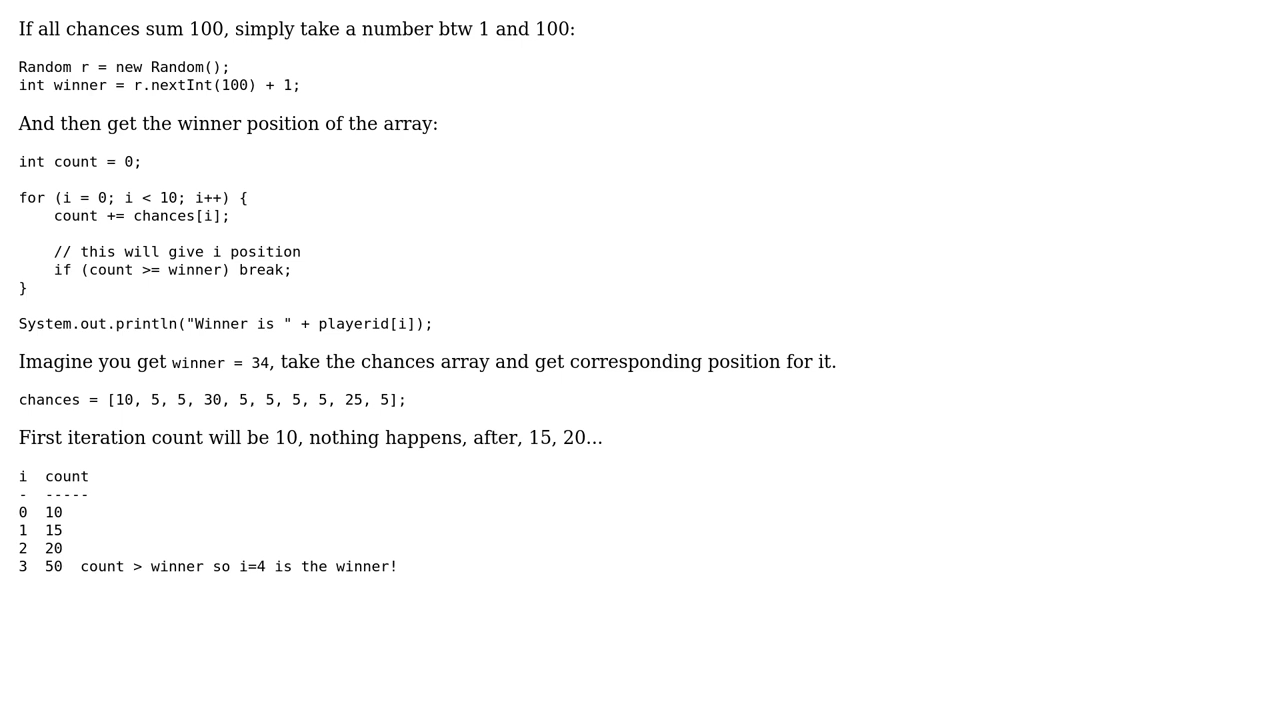 If all chances sum 100, simply take a number btw 1 and 100:
Random r = new Random();
int winner = r.nextInt(100) + 1;
And then get the winner position of the array:
int count = 0;
for (i = 0; i < 10; i++) {
    count += chances[i];
    // this will give i position
    if (count >= winner) break;
}
System.out.println("Winner is " + playerid[i]);
Imagine you get winner = 34, take the chances array and get corresponding position for it.
chances = [10, 5, 5, 30, 5, 5, 5, 5, 25, 5];
First iteration count will be 10, nothing happens, after, 15, 20...
i  count
-  -----
0  10
1  15
2  20
3  50  count > winner so i=4 is the winner!